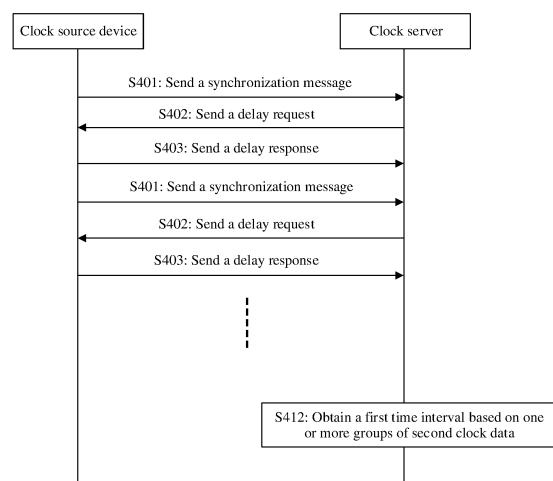 Clock source device
Clock server
S401: Send a synchronization message
S402: Send a delay request
S403: Send a delay response
S401: Send a synchronization message
S402: Send a delay request
S403: Send a delay response
S412: Obtain a first time interval based on one
or more groups of second clock data